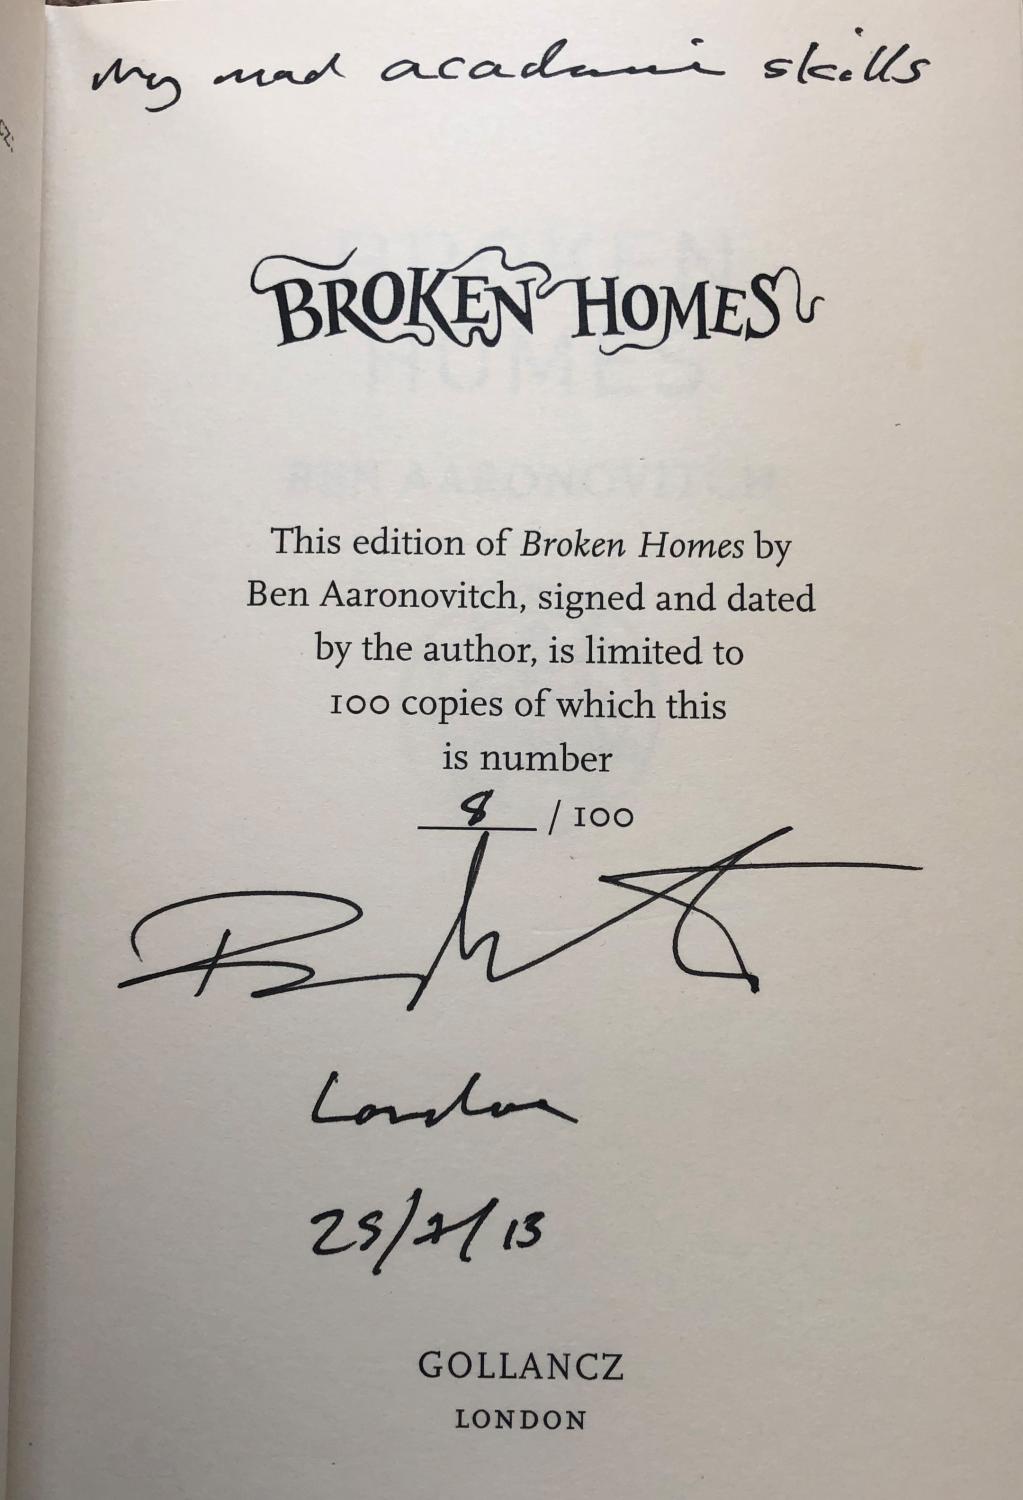 My mad academic skills
BROKEN HOMES
This edition of Broken Homes by
Ben Aaronovitch, signed and dated
by the author, is limited to
100 copies of which this
is number
8 / 100
London
25/7/13
GOLLANCZ
LONDON